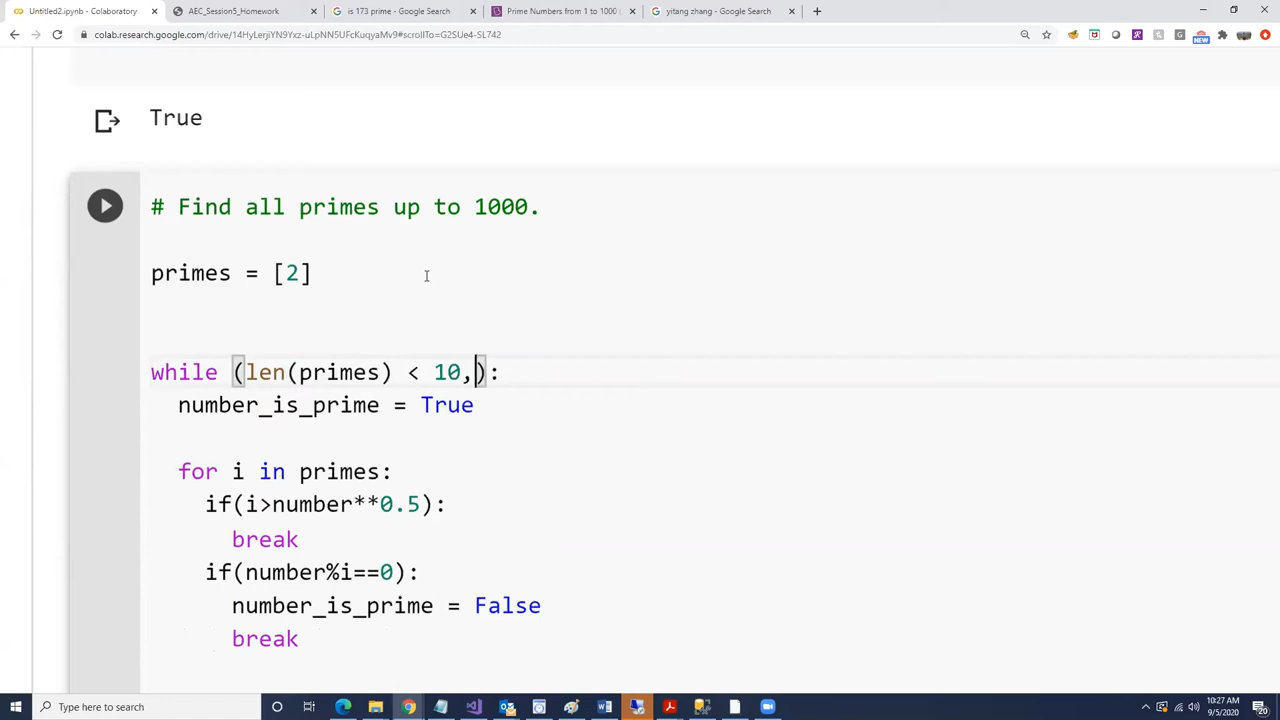 Untitled2.ipynb - Colaboratory
AEC_Session5_Homework
is 173 prime - Google Search
Prime Numbers from 1 to 1000 (
yitang zhang - Google Search
colab.research.google.com/drive/14HyLerjiYN9Yxz-uLpNN5UFcKuqyaMv9#scrollTo=G2SUe4-SL742
NEW
True
# Find all primes up to 1000.
primes = [2]
while (len(primes) < 10,):
number_is_prime = True
for i in primes:
if(i>number**0.5):
break
if(number%i==0):
number_is_prime = False
break
Type here to search
10:27 AM
9/5/2020
20